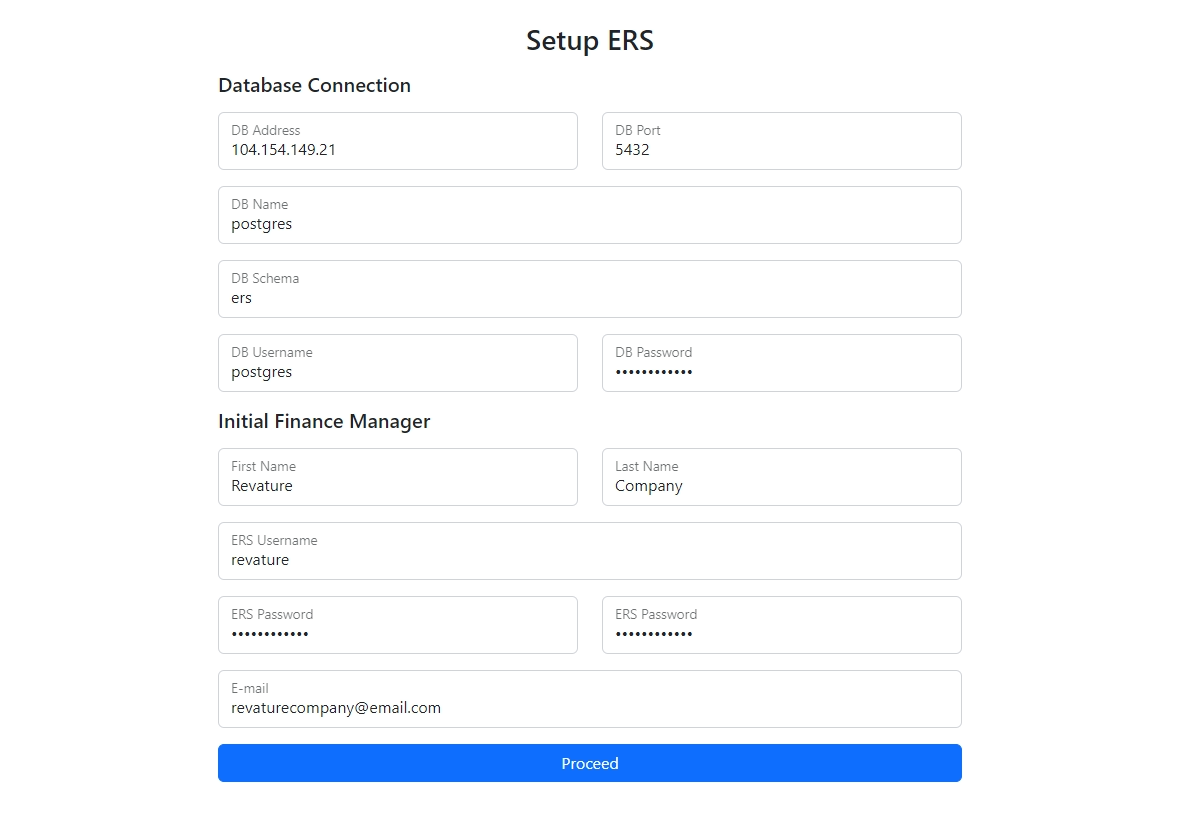 Setup ERS
Database Connection
DB Address
104.154.149.21
DB Port
5432
DB Name
postgres
DB Schema
ers
DB Username
postgres
DB Password
••••••••••••
Initial Finance Manager
First Name
Revature
Last Name
Company
ERS Username
revature
ERS Password
••••••••••••
ERS Password
••••••••••••
E-mail
revaturecompany@email.com
Proceed